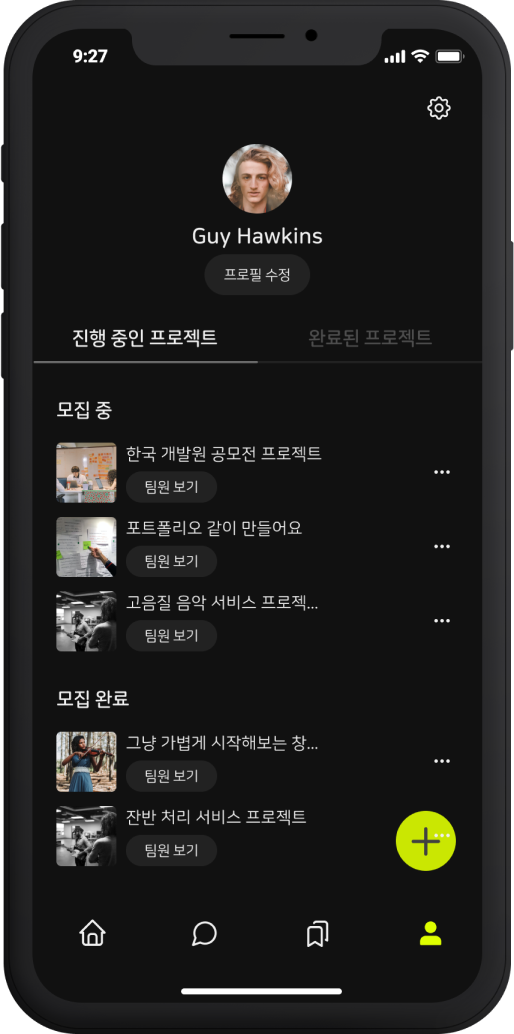 9:27
Guy Hawkins
프로필 수정
진행 중인 프로젝트
완료된 프로젝트
모집 중
한국 개발원 공모전 프로젝트
팀원 보기
포트폴리오 같이 만들어요
팀원 보기
고음질 음악 서비스 프로젝...
팀원 보기
모집 완료
그냥 가볍게 시작해보는 창...
팀원 보기
잔반 처리 서비스 프로젝트
팀원 보기